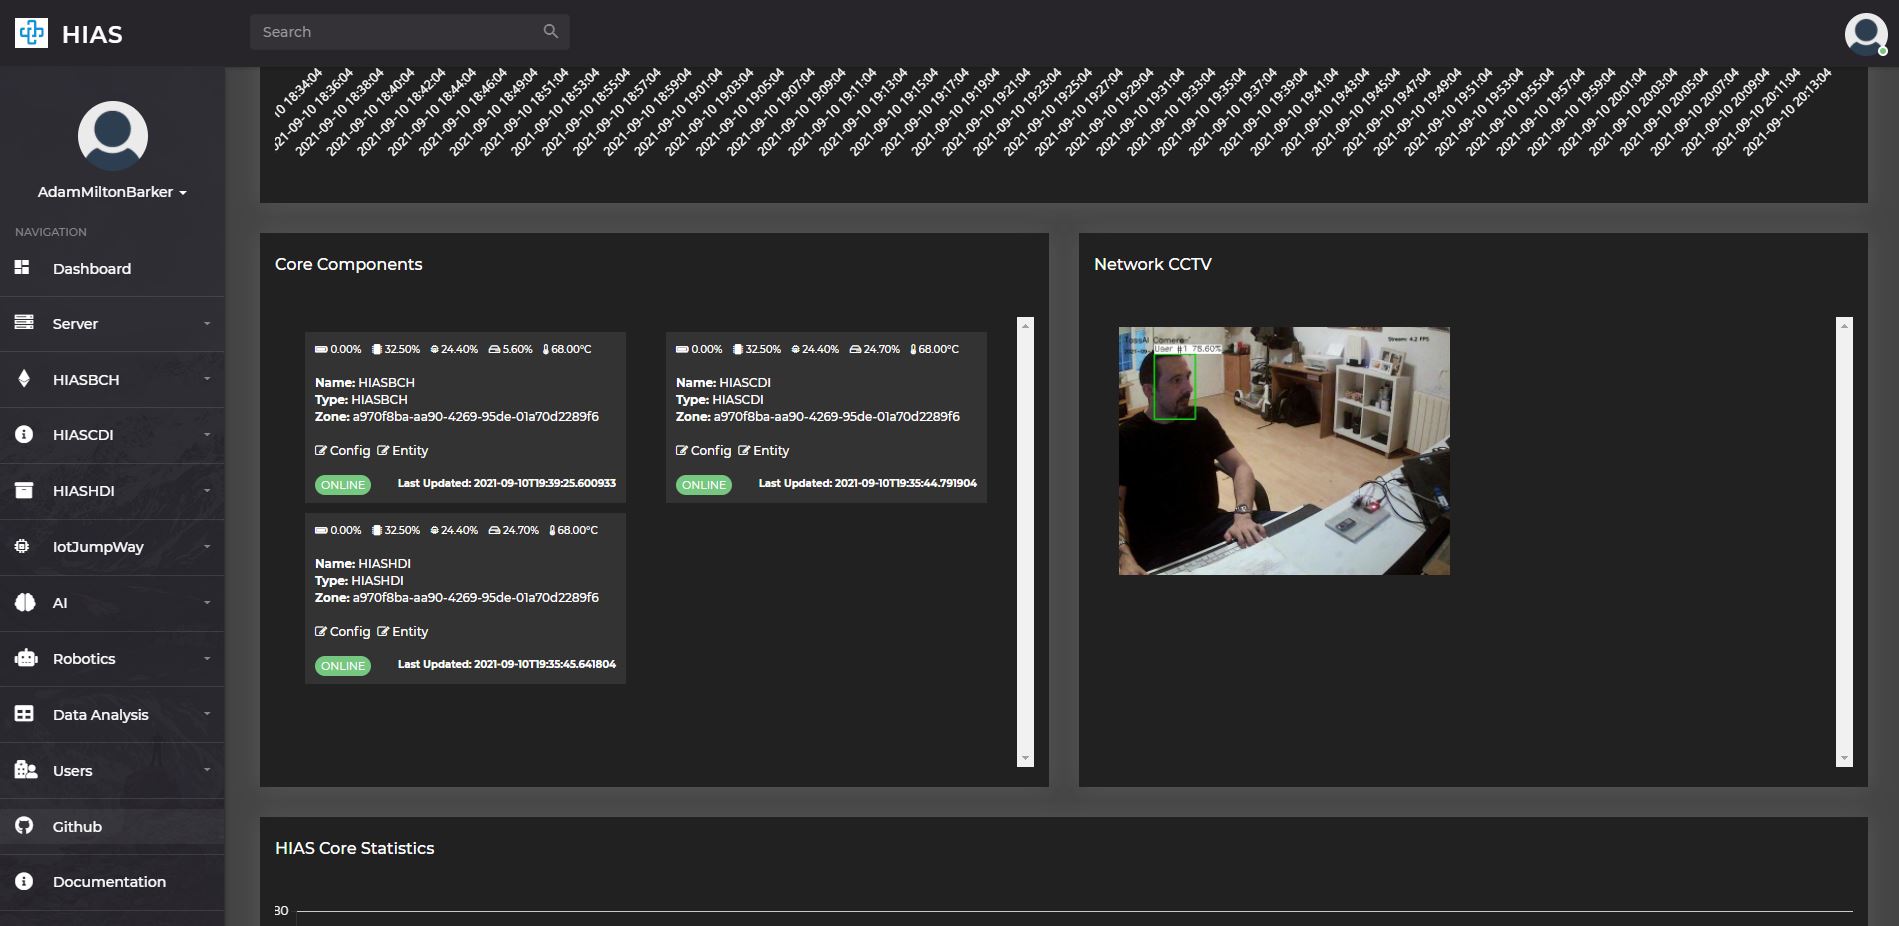 HIAS
Search
2021-09-10 18:36:04
2021-09-10 18:38:04
2021-09-10 18:40:04
2021-09-10 18:42:04
2021-09-10 18:44:04
2021-09-10 18:46:04
2021-09-10 18:49:04
2021-09-10 18:51:04
2021-09-10 18:53:04
2021-09-10 18:55:04
2021-09-10 18:57:04
2021-09-10 18:59:04
2021-09-10 19:01:04
2021-09-10 19:03:04
2021-09-10 19:05:04
2021-09-10 19:07:04
2021-09-10 19:09:04
2021-09-10 19:11:04
2021-09-10 19:13:04
2021-09-10 19:15:04
2021-09-10 19:17:04
2021-09-10 19:19:04
2021-09-10 19:21:04
2021-09-10 19:23:04
2021-09-10 19:25:04
2021-09-10 19:27:04
2021-09-10 19:29:04
2021-09-10 19:31:04
2021-09-10 19:33:04
2021-09-10 19:35:04
2021-09-10 19:37:04
2021-09-10 19:39:04
2021-09-10 19:41:04
2021-09-10 19:43:04
2021-09-10 19:45:04
2021-09-10 19:47:04
2021-09-10 19:49:04
2021-09-10 19:51:04
2021-09-10 19:53:04
2021-09-10 19:55:04
2021-09-10 19:57:04
2021-09-10 19:59:04
2021-09-10 20:01:04
2021-09-10 20:03:04
2021-09-10 20:05:04
2021-09-10 20:07:04
2021-09-10 20:09:04
2021-09-10 20:11:04
2021-09-10 20:13:04
AdamMiltonBarker
NAVIGATION
Dashboard
Server
HIASBCH
HIASCDI
HIASHDI
IotJumpWay
AI
Robotics
Data Analysis
Users
Github
Documentation
Core Components
0.00% 32.50% 24.40% 5.60% 68.00°C
Name: HIASBCH
Type: HIASBCH
Zone: a970f8ba-aa90-4269-95de-01a70d2289f6
Config Entity
ONLINE Last Updated: 2021-09-10T19:39:25.600933
0.00% 32.50% 24.40% 24.70% 68.00°C
Name: HIASCDI
Type: HIASCDI
Zone: a970f8ba-aa90-4269-95de-01a70d2289f6
Config Entity
ONLINE Last Updated: 2021-09-10T19:35:44.791904
0.00% 32.50% 24.40% 24.70% 68.00°C
Name: HIASHDI
Type: HIASHDI
Zone: a970f8ba-aa90-4269-95de-01a70d2289f6
Config Entity
ONLINE Last Updated: 2021-09-10T19:35:45.641804
Network CCTV
TassAI Camera
Stream: 4.2 FPS
User #1 75.60%
HIAS Core Statistics
80